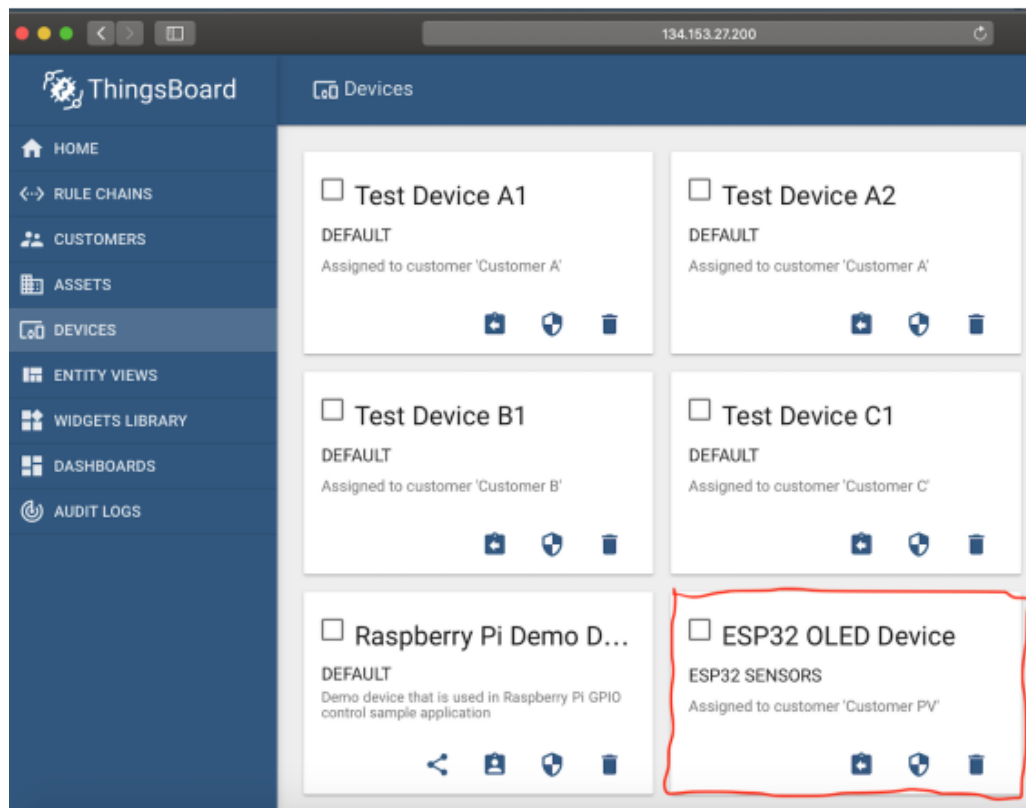 134.153.27.200
ThingsBoard
Devices
HOME
RULE CHAINS
CUSTOMERS
ASSETS
DEVICES
ENTITY VIEWS
WIDGETS LIBRARY
DASHBOARDS
AUDIT LOGS
Test Device A1
DEFAULT
Assigned to customer 'Customer A'
Test Device A2
DEFAULT
Assigned to customer 'Customer A'
Test Device B1
DEFAULT
Assigned to customer 'Customer B'
Test Device C1
DEFAULT
Assigned to customer 'Customer C'
Raspberry Pi Demo D...
DEFAULT
Demo device that is used in Raspberry Pi GPIO
control sample application
ESP32 OLED Device
ESP32 SENSORS
Assigned to customer 'Customer PV'